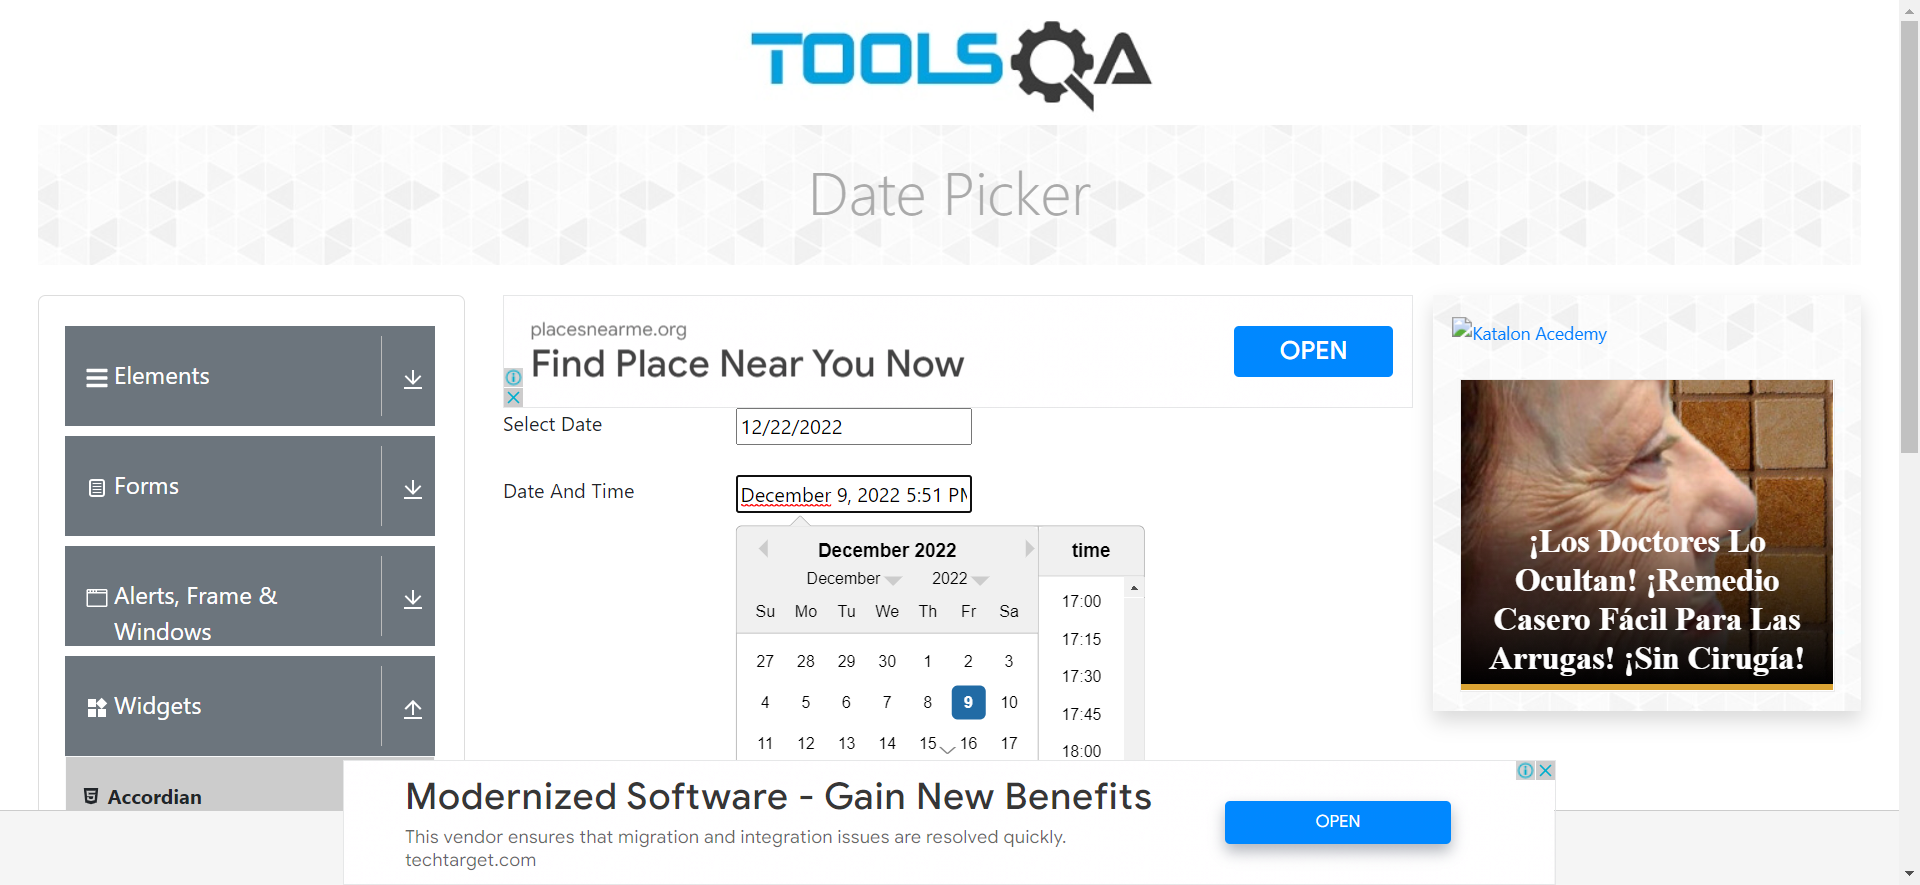 TOOLSQA
Date Picker
Elements
Forms
Alerts, Frame &
Windows
Widgets
Accordian
placesnearme.org
Find Place Near You Now
OPEN
Select Date
12/22/2022
Date And Time
December 9, 2022 5:51 PM
December 2022
December 2022
Su Mo Tu We Th Fr Sa
27 28 29 30 1 2 3
4 5 6 7 8 9 10
11 12 13 14 15 16 17
time
17:00
17:15
17:30
17:45
18:00
Katalon Acedemy
¡Los Doctores Lo
Ocultan! ¡Remedio
Casero Fácil Para Las
Arrugas! ¡Sin Cirugía!
Modernized Software - Gain New Benefits
This vendor ensures that migration and integration issues are resolved quickly.
techtarget.com
OPEN